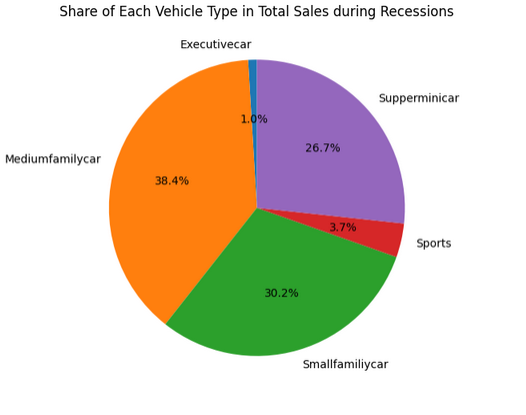 Share of Each Vehicle Type in Total Sales during Recessions
Executivecar
Supperminicar
1.0%
26.7%
Mediumfamilycar
38.4%
3.7%
Sports
30.2%
Smallfamiliycar